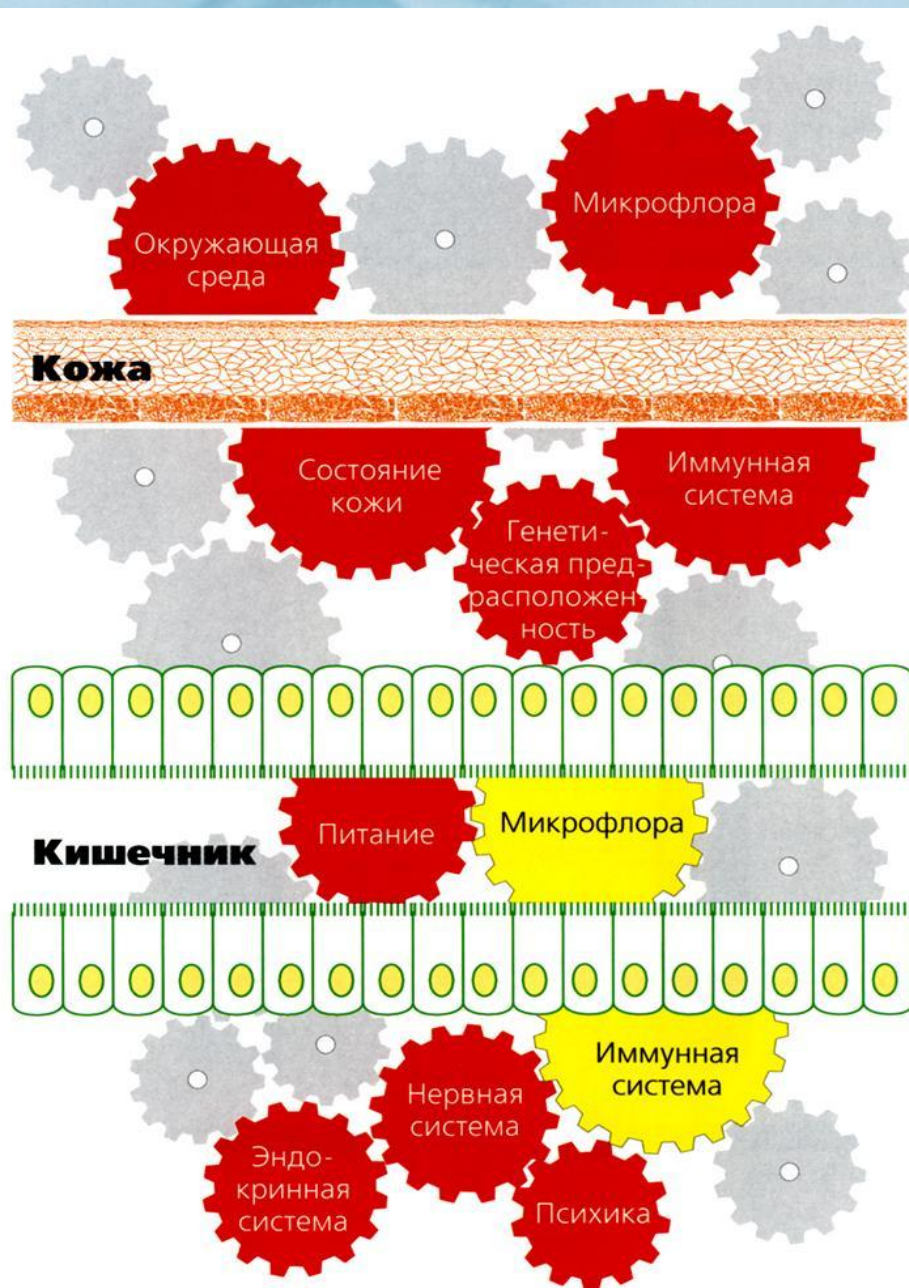 Микрофлора
Окружающая
среда
Кожа
Состояние
кожи
Иммунная
система
Генети-
ческая пред-
расположен-
ность
Питание
Микрофлора
Кишечник
Иммунная
система
Нервная
система
Эндо-
кринная
система
Психика